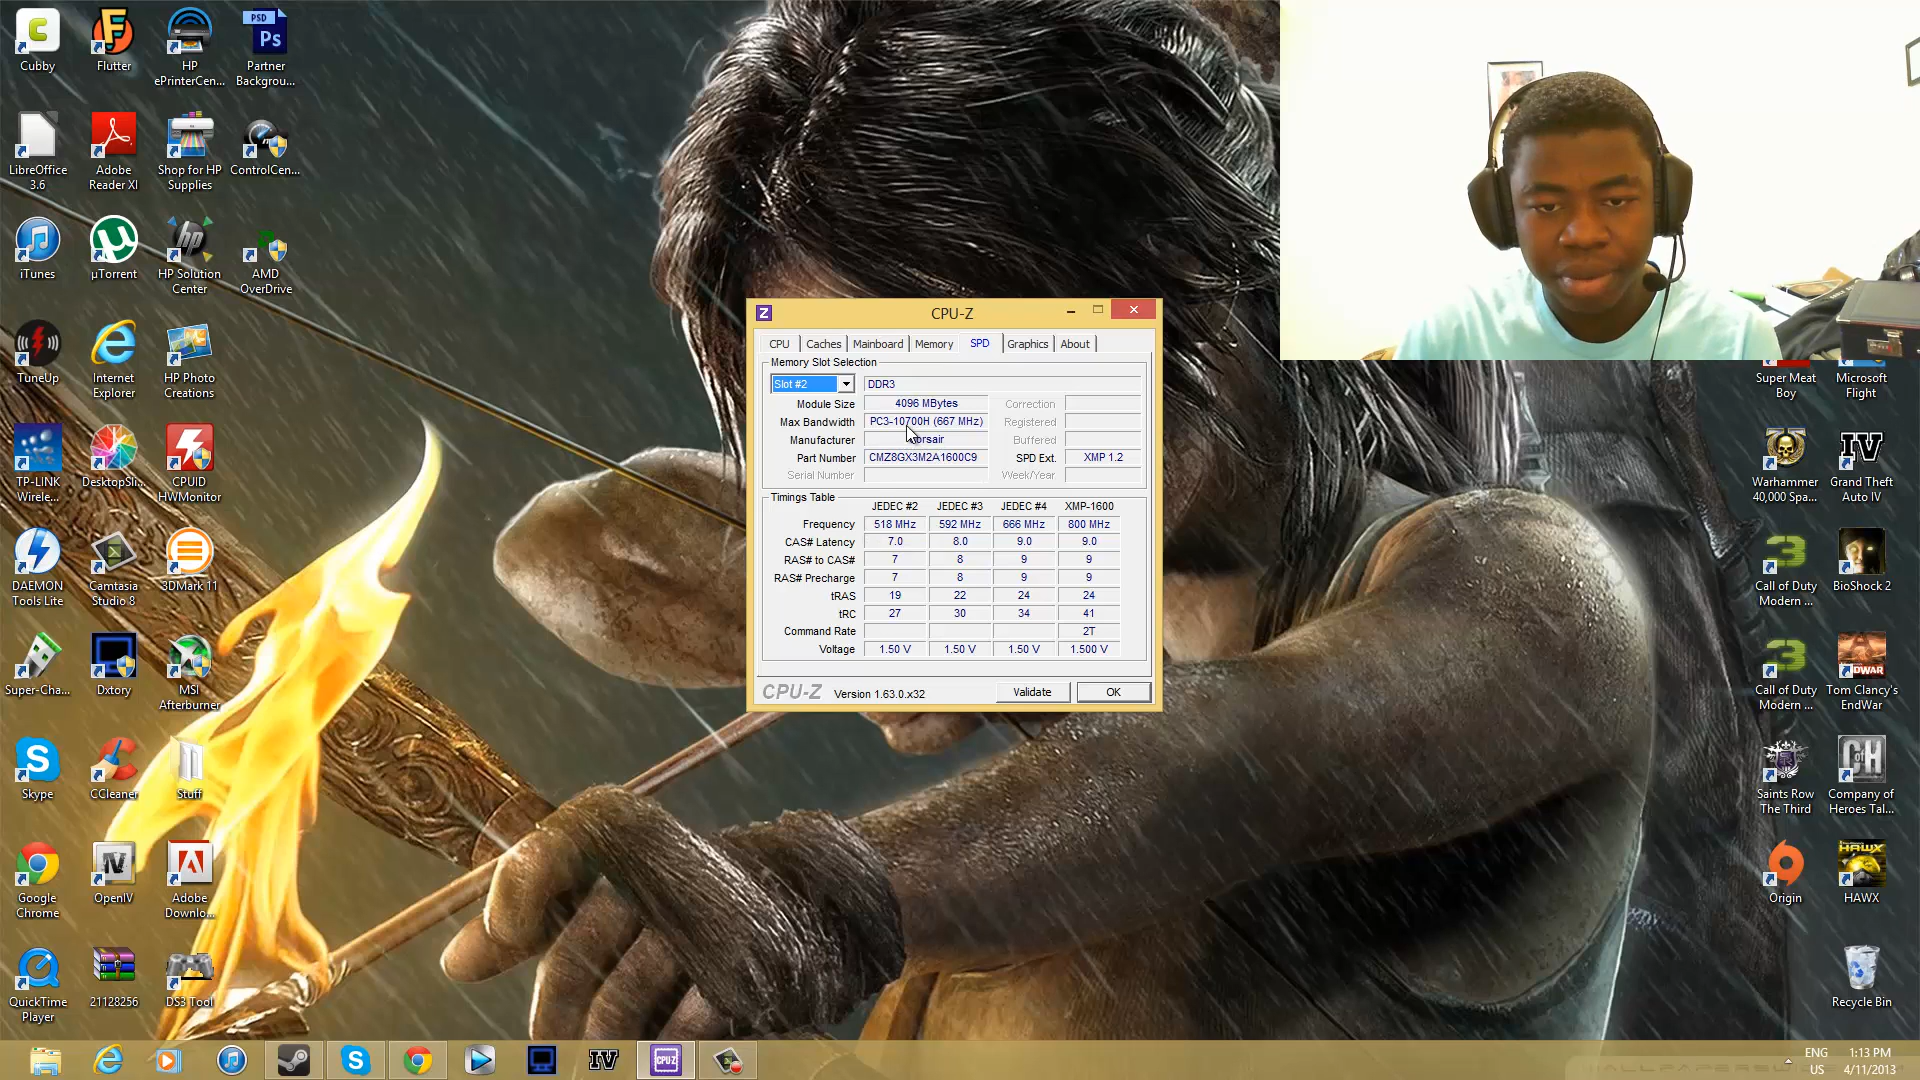 Cubby
Flutter
HP
ePrinterCen...
PSD
Ps
Partner
Backgrou...
LibreOffice
3.6
Adobe
Reader XI
Shop for HP
Supplies
ControlCen...
iTunes
µTorrent
HP Solution
Center
AMD
OverDrive
TuneUp
Internet
Explorer
HP Photo
Creations
TP-LINK
Wirele...
DesktopSli...
CPUID
HWMonitor
DAEMON
Tools Lite
Camtasia
Studio 8
3DMark 11
Super-Cha...
Dxtory
MSI
Afterburner
Skype
CCleaner
Stuff
Google
Chrome
OpenIV
Adobe
Downlo...
QuickTime
Player
21128256
DS3 Tool
CPU-Z
CPU
Caches
Mainboard
Memory
SPD
Graphics
About
Memory Slot Selection
Slot #2
DDR3
Module Size 4096 MBytes Correction
Max Bandwidth PC3-10700H (667 MHz) Registered
Manufacturer Buffered
Part Number CMZ8GX3M2A1600C9 SPD Ext. XMP 1.2
Serial Number Week/Year
Timings Table
JEDEC #2 JEDEC #3 JEDEC #4 XMP-1600
Frequency 518 MHz 592 MHz 666 MHz 800 MHz
CAS# Latency 7.0 8.0 9.0 9.0
RAS# to CAS# 7 8 9 9
RAS# Precharge 7 8 9 9
tRAS 19 22 24 24
tRC 27 30 34 41
Command Rate 2T
Voltage 1.50 V 1.50 V 1.50 V 1.500 V
CPU-Z Version 1.63.0.x32 Validate OK
Super Meat
Boy
Microsoft
Flight
Warhammer
40,000 Spa...
Grand Theft
Auto IV
Call of Duty
Modern ...
BioShock 2
Call of Duty
Modern ...
Tom Clancy's
EndWar
Saints Row
The Third
Company of
Heroes Tal...
Origin
HAWX
Recycle Bin
ENG
US
1:13 PM
4/11/2013